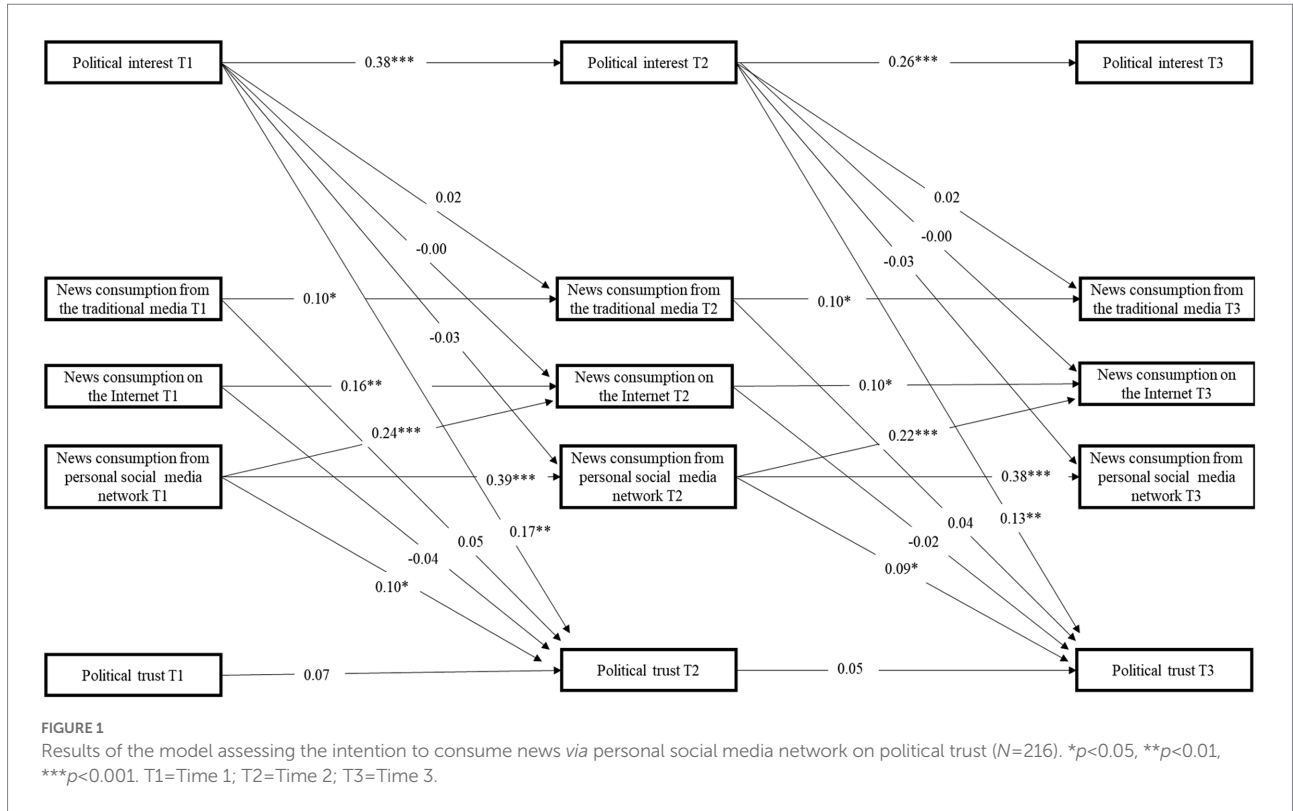 Political interest T1
0.38***
Political interest T2
0.26***
Political interest T3
0.02
0.02
-0.00
-0.00
-0.03
News consumption from
the traditional media T1
0.10*
News consumption from
the traditional media T2
0.10*
News consumption from
the traditional media T3
-0.03
News consumption on
the Internet T1
0.16**
News consumption on
the Internet T2
0.10*
News consumption on
the Internet T3
0.24***
0.22***
News consumption from
personal social media
network T1
0.39***
News consumption from
personal social media
network T2
0.38***
News consumption from
personal social media
network T3
0.17**
0.05
-0.04
0.10*
0.13**
0.04
-0.02
0.09*
Political trust T1
0.07
Political trust T2
0.05
Political trust T3
FIGURE 1
Results of the model assessing the intention to consume news via personal social media network on political trust (N=216). *p<0.05, **p<0.01,
***p<0.001. T1=Time 1; T2=Time 2; T3=Time 3.